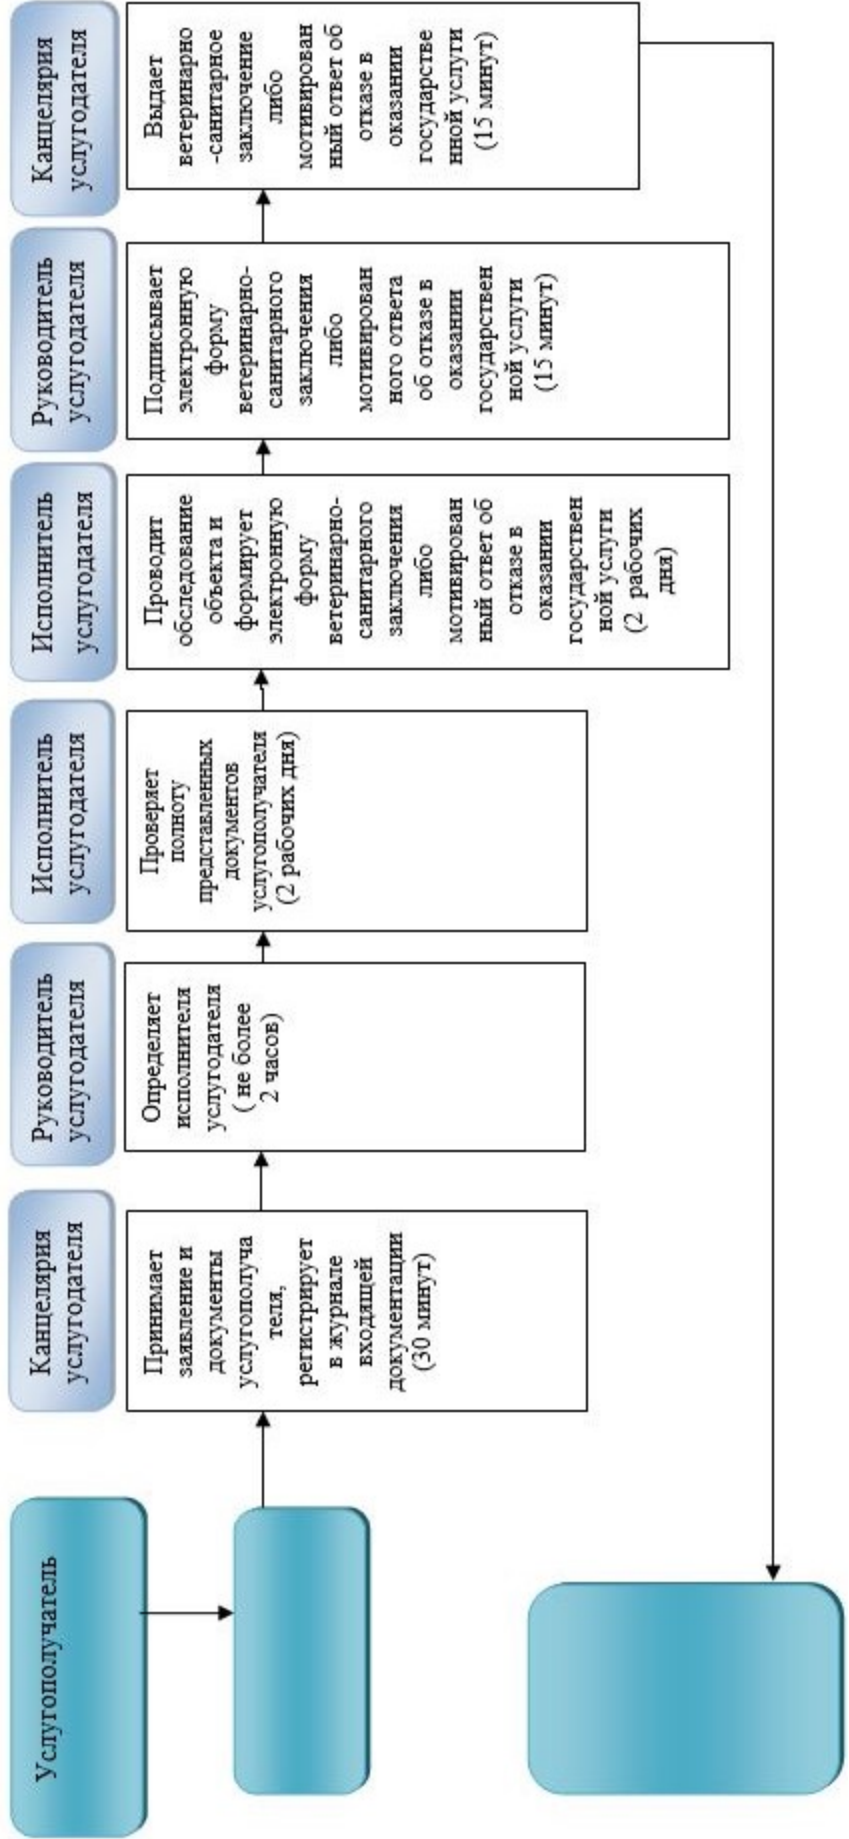 Услугополучатель
Канцелярия
услугодателя
Принимает
заявление и
документы
услугополуча
теля,
регистрирует
в журнале
входящей
документации
(30 минут)
Руководитель
услугодателя
Определяет
исполнителя
услугодателя
( не более
2 часов)
Исполнитель
услугодателя
Проверяет
полноту
представленных
документов
услугополучателя
(2 рабочих дня)
Исполнитель
услугодателя
Проводит
обследование
объекта и
формирует
электронную
форму
ветеринарно-
санитарного
заключения
либо
мотивирован
ный ответ об
отказе в
оказании
государствен
ной услуги
(2 рабочих
дня)
Руководитель
услугодателя
Подписывает
электронную
форму
ветеринарно-
санитарного
заключения
либо
мотивирован
ного ответа
об отказе в
оказании
государствен
ной услуги
(15 минут)
Канцелярия
услугодателя
Выдает
ветеринарно
-санитарное
заключение
либо
мотивирован
ный ответ об
отказе в
оказании
государстве
нной услуги
(15 минут)